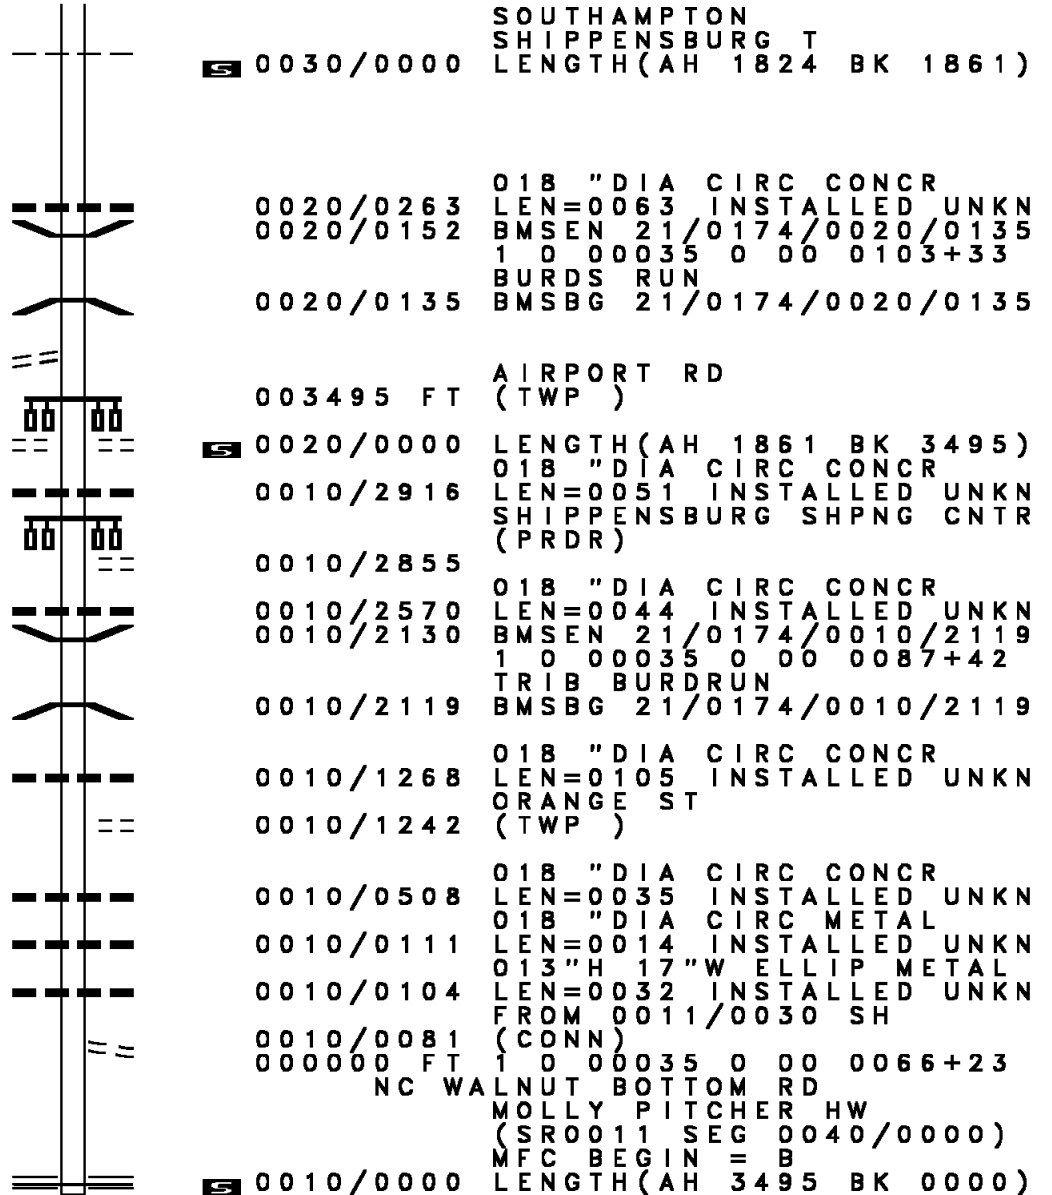 SOUTHAMPTON
SHIPPENSBURG T
S 0030/0000 LENGTH(AH 1824 BK 1861)
018 "DIA CIRC CONCR
0020/0263 LEN=0063 INSTALLED UNKN
0020/0152 BMSEN 21/0174/0020/0135
1 0 00035 0 00 0103+33
BURDS RUN
0020/0135 BMSBG 21/0174/0020/0135
AIRPORT RD
003495 FT (TWP )
S 0020/0000 LENGTH(AH 1861 BK 3495)
018 "DIA CIRC CONCR
0010/2916 LEN=0051 INSTALLED UNKN
SHIPPENSBURG SHPNG CNTR
(PRDR)
0010/2855
018 "DIA CIRC CONCR
0010/2570 LEN=0044 INSTALLED UNKN
0010/2130 BMSEN 21/0174/0010/2119
1 0 00035 0 00 0087+42
TRIB BURDRUN
0010/2119 BMSBG 21/0174/0010/2119
018 "DIA CIRC CONCR
0010/1268 LEN=0105 INSTALLED UNKN
ORANGE ST
0010/1242 (TWP )
018 "DIA CIRC CONCR
0010/0508 LEN=0035 INSTALLED UNKN
018 "DIA CIRC METAL
0010/0111 LEN=0014 INSTALLED UNKN
013"H 17"W ELLIP METAL
0010/0104 LEN=0032 INSTALLED UNKN
FROM 0011/0030 SH
0010/0081 (CONN)
000000 FT 1 0 00035 0 00 0066+23
NC WALNUT BOTTOM RD
MOLLY PITCHER HW
(SR0011 SEG 0040/0000)
MFC BEGIN = B
S 0010/0000 LENGTH(AH 3495 BK 0000)